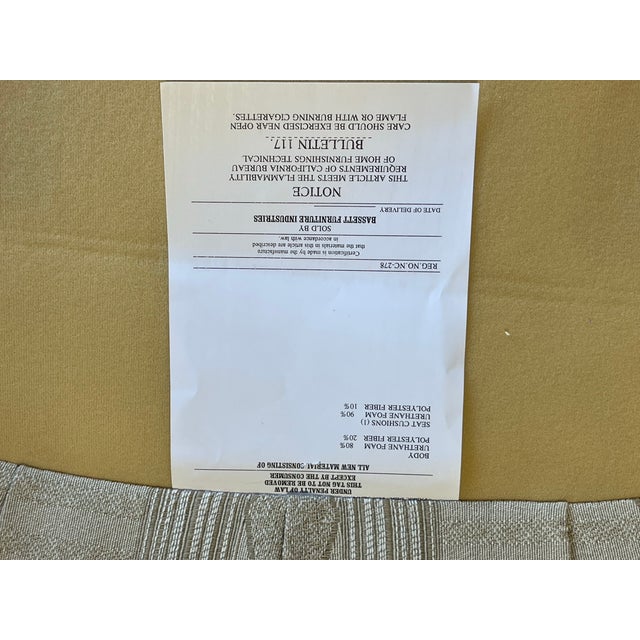 UNDER PENALTY OF LAW
THIS TAG NOT TO BE REMOVED
EXCEPT BY THE CONSUMER
ALL NEW MATERIAL CONSISTING OF
BODY
URETHANE FOAM 80%
POLYESTER FIBER 20%
SEAT CUSHIONS (1)
URETHANE FOAM 90%
POLYESTER FIBER 10%
REG.NO.NC-278
Certification is made by the manufacture
that the materials in this article are described
in accordance with law.
SOLD BY
BASSETT FURNITURE INDUSTRIES
DATE OF DELIVERY
NOTICE
THIS ARTICLE MEETS THE FLAMMABILITY
REQUIREMENTS OF CALIFORNIA BUREAU
OF HOME FURNISHINGS TECHNICAL
BULLETIN 117.
CARE SHOULD BE EXERCISED NEAR OPEN
FLAME OR WITH BURNING CIGARETTES.